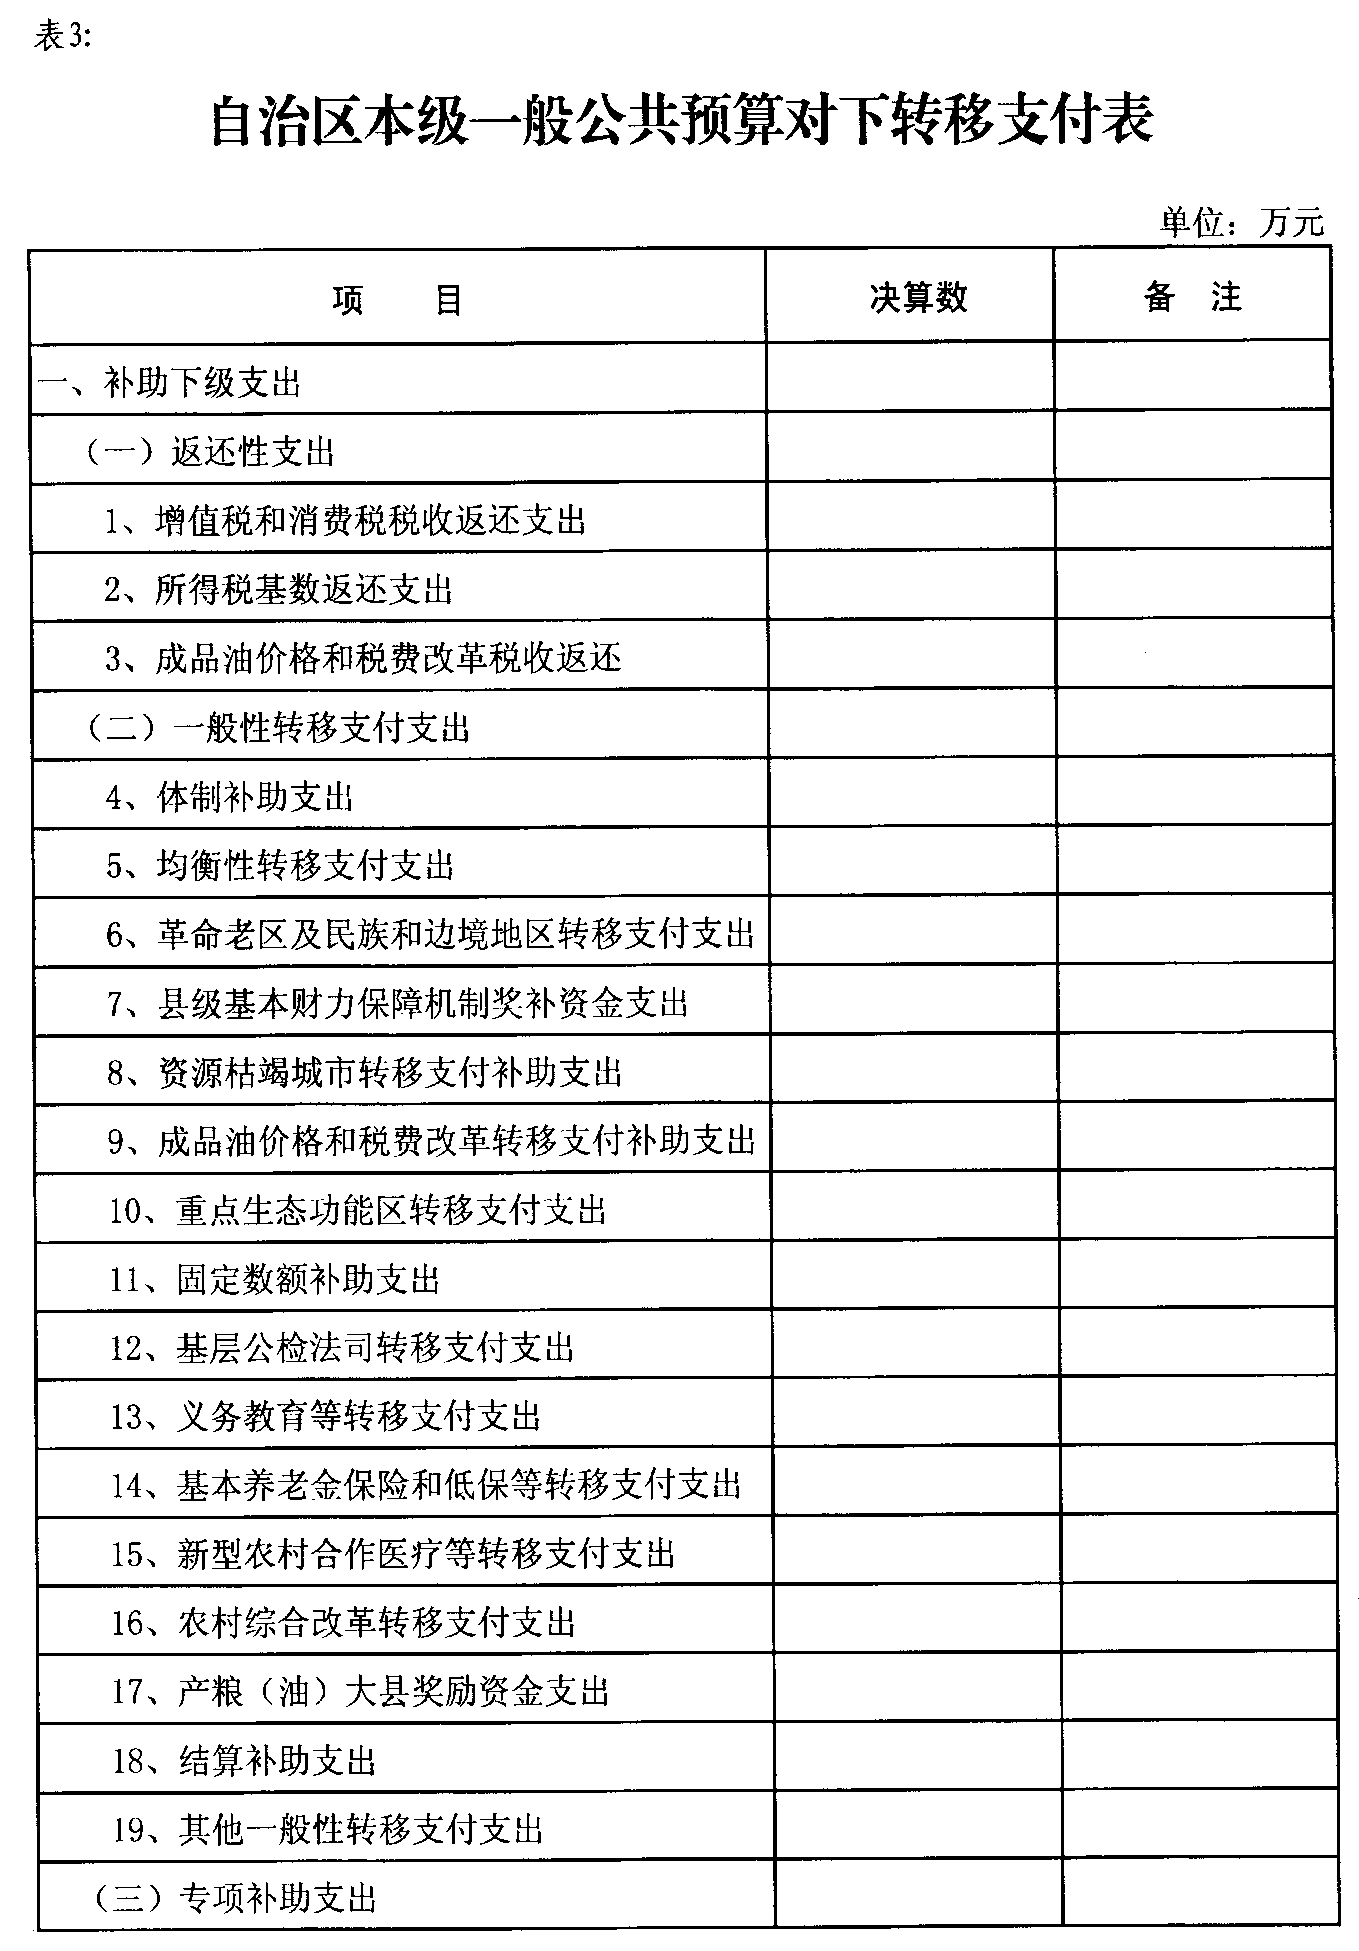 表3:
自治区本级一般公共预算对下转移支付表
单位：万元
项 目 决算数 备 注
一、补助下级支出
（一）返还性支出
1、增值税和消费税税收返还支出
2、所得税基数返还支出
3、成品油价格和税费改革税收返还
（二）一般性转移支付支出
4、体制补助支出
5、均衡性转移支付支出
6、革命老区及民族和边境地区转移支付支出
7、县级基本财力保障机制奖补资金支出
8、资源枯竭城市转移支付补助支出
9、成品油价格和税费改革转移支付补助支出
10、重点生态功能区转移支付支出
11、固定数额补助支出
12、基层公检法司转移支付支出
13、义务教育等转移支付支出
14、基本养老金保险和低保等转移支付支出
15、新型农村合作医疗等转移支付支出
16、农村综合改革转移支付支出
17、产粮（油）大县奖励资金支出
18、结算补助支出
19、其他一般性转移支付支出
（三）专项补助支出